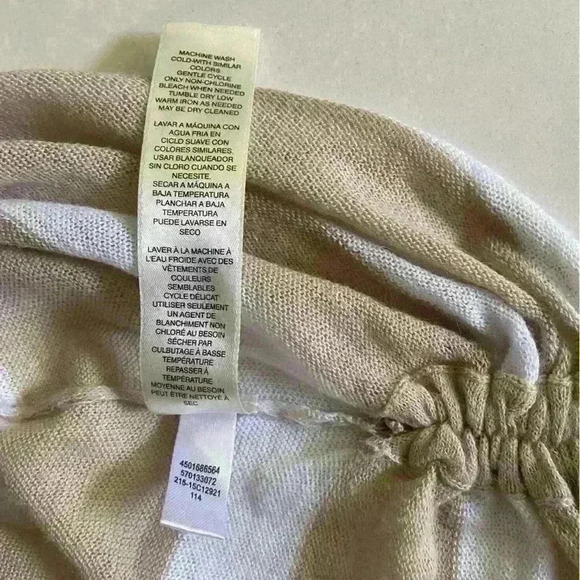 MACHINE WASH
COLD-WITH SIMILAR
COLORS
GENTLE CYCLE
ONLY NON-CHLORINE
BLEACH WHEN NEEDED
TUMBLE DRY LOW
WARM IRON AS NEEDED
MAY BE DRY CLEANED
LAVAR A MÁQUINA CON
AGUA FRIA EN
CICLO SUAVE CON
COLORES SIMILARES.
USAR BLANQUEADOR
SIN CLORO CUANDO SE
NECESITE.
SECAR A MÁQUINA A
BAJA TEMPERATURA
PLANCHAR A BAJA
TEMPERATURA
PUEDE LAVARSE EN
SECO
LAVER À LA MACHINE À
L'EAU FROIDE AVEC DES
VÊTEMENTS DE
COULEURS
SEMBLABLES
CYCLE DÉLICAT
UTILISER SEULEMENT
UN AGENT DE
BLANCHIMENT NON
CHLORÉ AU BESOIN
SÉCHER PAR
CULBUTAGE À BASSE
TEMPÉRATURE
REPASSER À
TEMPÉRATURE
MOYENNE AU BESOIN
PEUT ÊTRE NETTOYÉ À
SEC
4501686564
570133072
215-15C12921
114